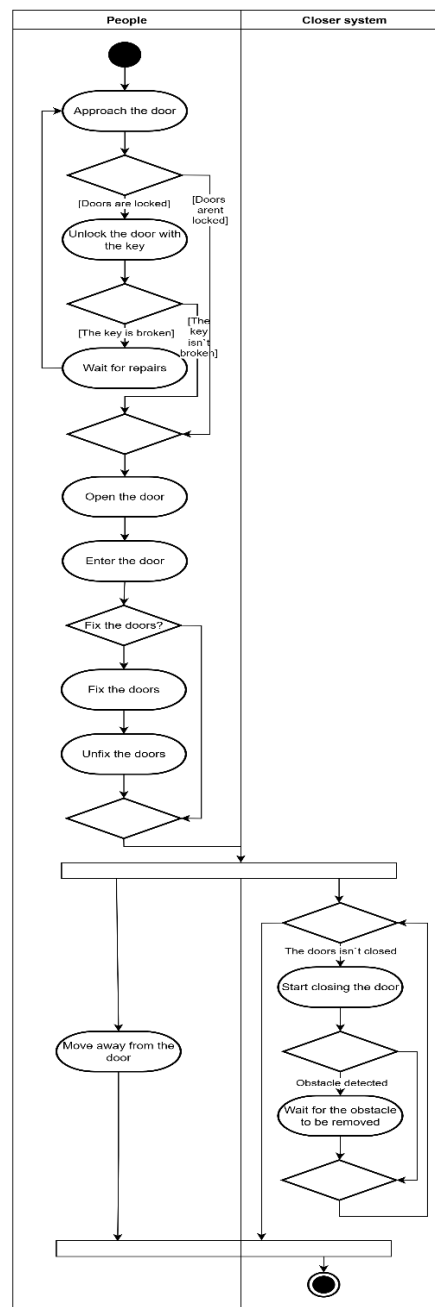 People
Closer system
Approach the door
[Doors are locked]
[Doors
arent
locked]
Unlock the door with
the key
[The key is broken]
[The
key
isn`t
broken]
Wait for repairs
Open the door
Enter the door
Fix the doors?
Fix the doors
Unfix the doors
The doors isn`t closed
Start closing the door
Move away from the
door
Obstacle detected
Wait for the obstacle
to be removed